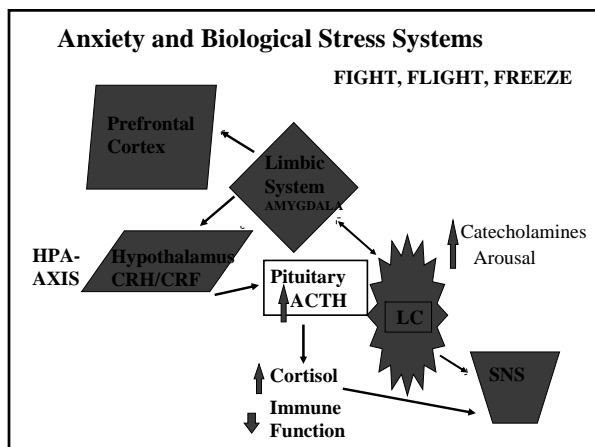 Anxiety and Biological Stress Systems
FIGHT, FLIGHT, FREEZE
Prefrontal
Cortex
Limbic
System
AMYGDALA
HPA-
AXIS
Hypothalamus
CRH/CRF
Catecholamines
Arousal
Pituitary
ACTH
LC
Cortisol
SNS
Immune
Function